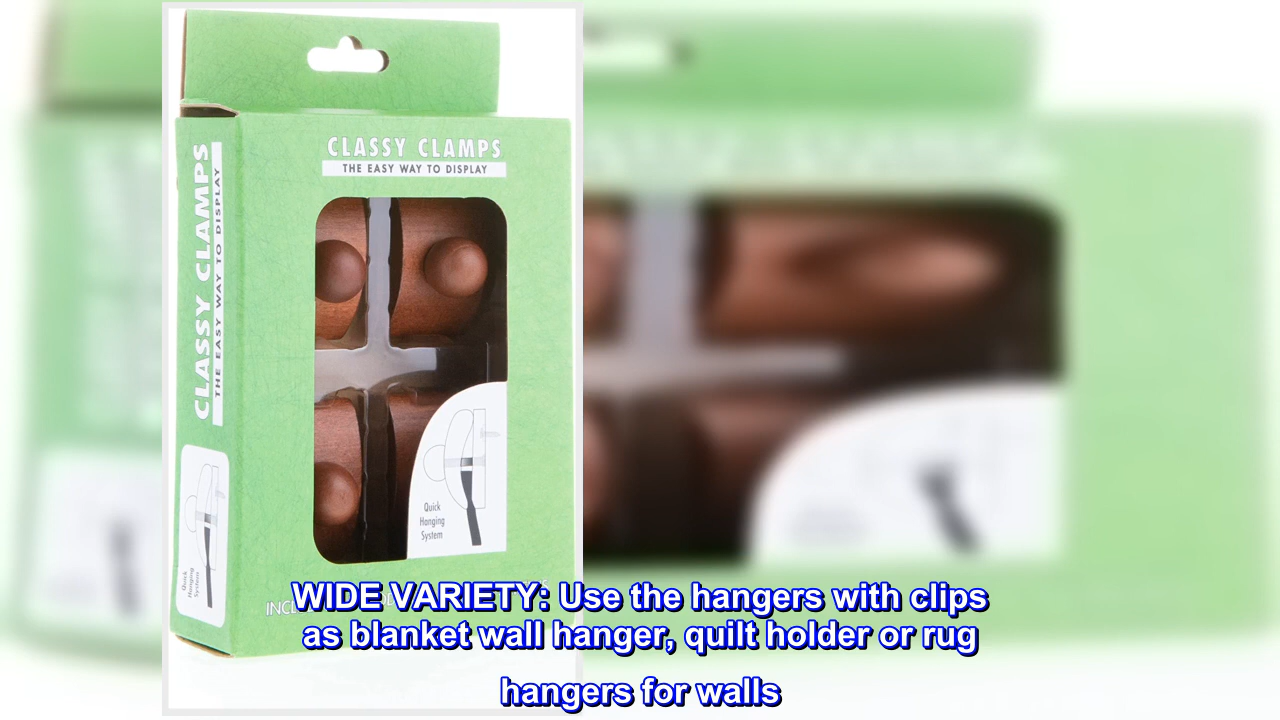 CLASSY CLAMPS
THE EASY WAY TO DISPLAY
CLASSY CLAMPS
THE EASY WAY TO DISPLAY
Quick
Hanging
System
Quick
Hanging
System
WIDE VARIETY: Use the hangers with clips
as blanket wall hanger, quilt holder or rug
hangers for walls